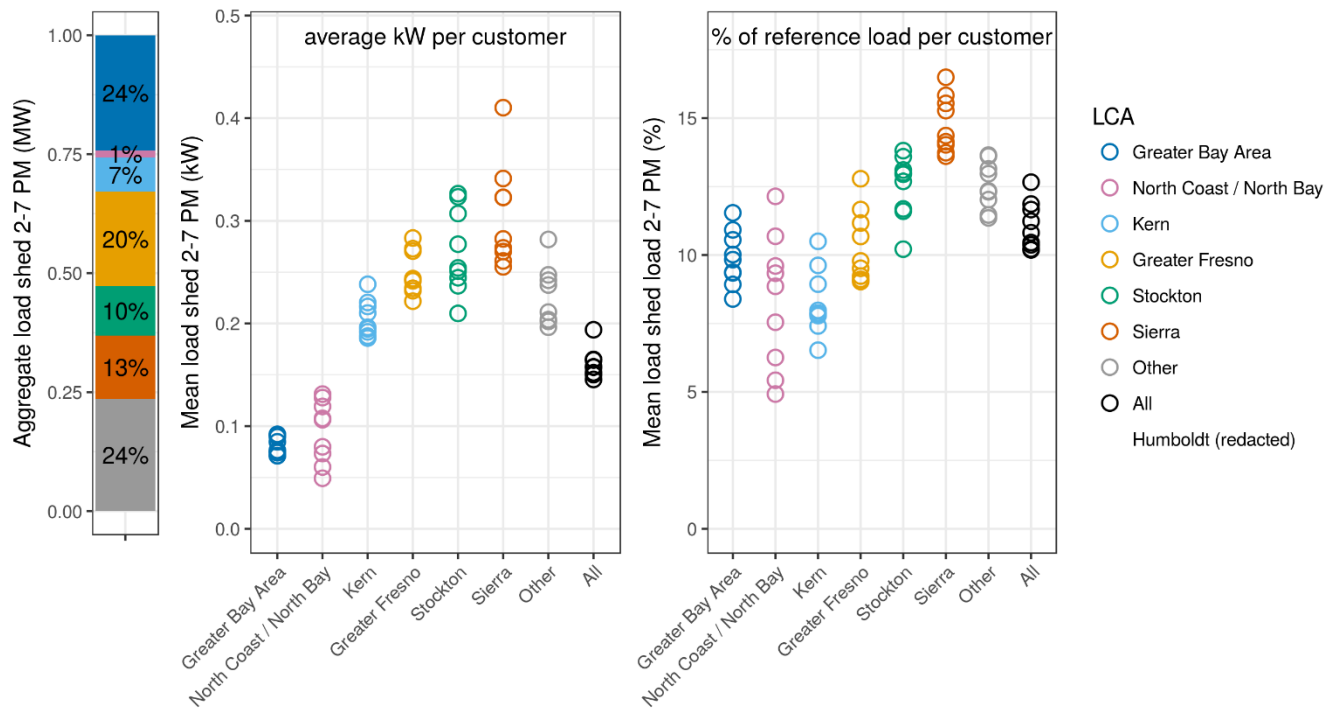 Aggregate load shed 2-7 PM (MW)
1.00
0.75
0.50
0.25
0.00
24%
1%
7%
20%
10%
13%
24%
average kW per customer
Mean load shed 2-7 PM (kW)
0.5
0.4
0.3
0.2
0.1
0.0
Greater Bay Area
North Coast / North Bay
Kern
Greater Fresno
Stockton
Sierra
Other
All
% of reference load per customer
Mean load shed load 2-7 PM (%)
15
10
5
0
Greater Bay Area
North Coast / North Bay
Kern
Greater Fresno
Stockton
Sierra
Other
All
LCA
Greater Bay Area
North Coast / North Bay
Kern
Greater Fresno
Stockton
Sierra
Other
All
Humboldt (redacted)